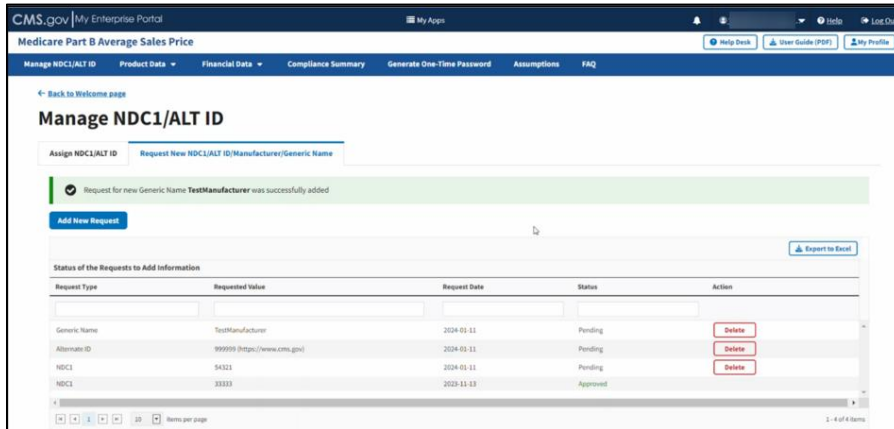 CMS.gov My Enterprise Portal My Apps Help Log Ou
Medicare Part B Average Sales Price Help Desk User Guide (PDF) My Profile
Manage NDC1/ALT ID Product Data Financial Data Compliance Summary Generate One-Time Password Assumptions FAQ
Back to Welcome page
Manage NDC1/ALT ID
Assign NDC1/ALT ID Request New NDC1/ALT ID/Manufacturer/Generic Name
Request for new Generic Name TestManufacturer was successfully added
Add New Request
Export to Excel
Status of the Requests to Add Information
Request Type Requested Value Request Date Status Action
Generic Name TestManufacturer 2024-01-11 Pending Delete
Alternate ID 999999 (https://www.cms.gov) 2024-01-11 Pending Delete
NDC1 54321 2024-01-11 Pending Delete
NDC1 33333 2023-11-13 Approved
1 10 items per page 1 - 4 of 4 items